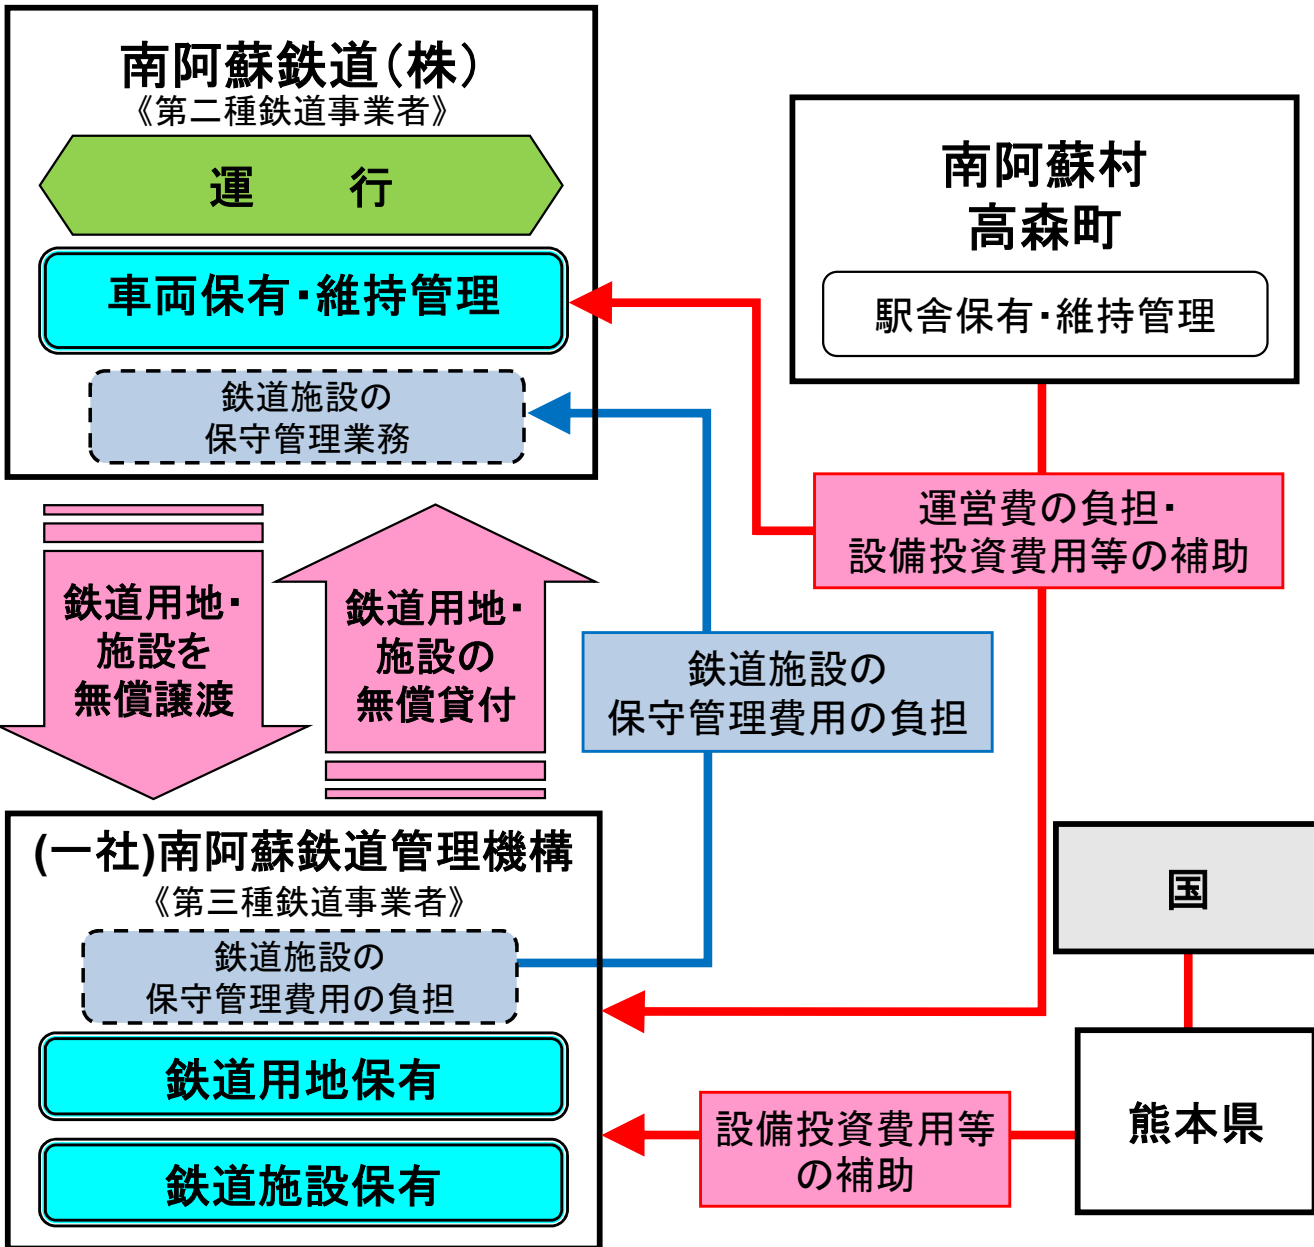 南阿蘇鉄道(株)
《第二種鉄道事業者》
運　行
車両保有・維持管理
鉄道施設の
保守管理業務
南阿蘇村
高森町
駅舎保有・維持管理
運営費の負担・
設備投資費用等の補助
鉄道用地・
施設を
無償譲渡
鉄道用地・
施設の
無償貸付
鉄道施設の
保守管理費用の負担
(一社)南阿蘇鉄道管理機構
《第三種鉄道事業者》
鉄道施設の
保守管理費用の負担
鉄道用地保有
鉄道施設保有
国
熊本県
設備投資費用等
の補助